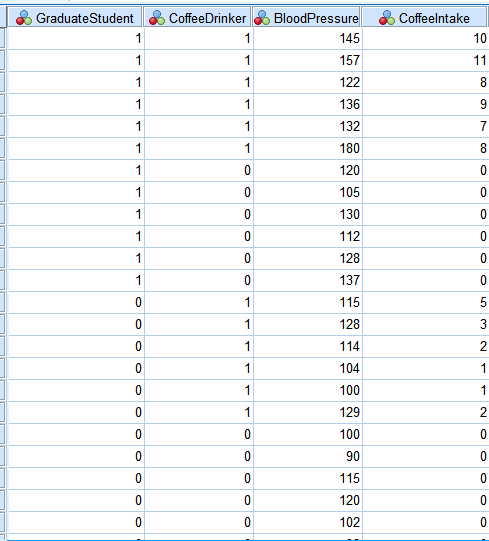 GraduateStudent CoffeeDrinker BloodPressure CoffeeIntake
1 1 145 10
1 1 157 11
1 1 122 8
1 1 136 9
1 1 132 7
1 1 180 8
1 0 120 0
1 0 105 0
1 0 130 0
1 0 112 0
1 0 128 0
1 0 137 0
0 1 115 5
0 1 128 3
0 1 114 2
0 1 104 1
0 1 100 1
0 1 129 2
0 0 100 0
0 0 90 0
0 0 115 0
0 0 120 0
0 0 102 0